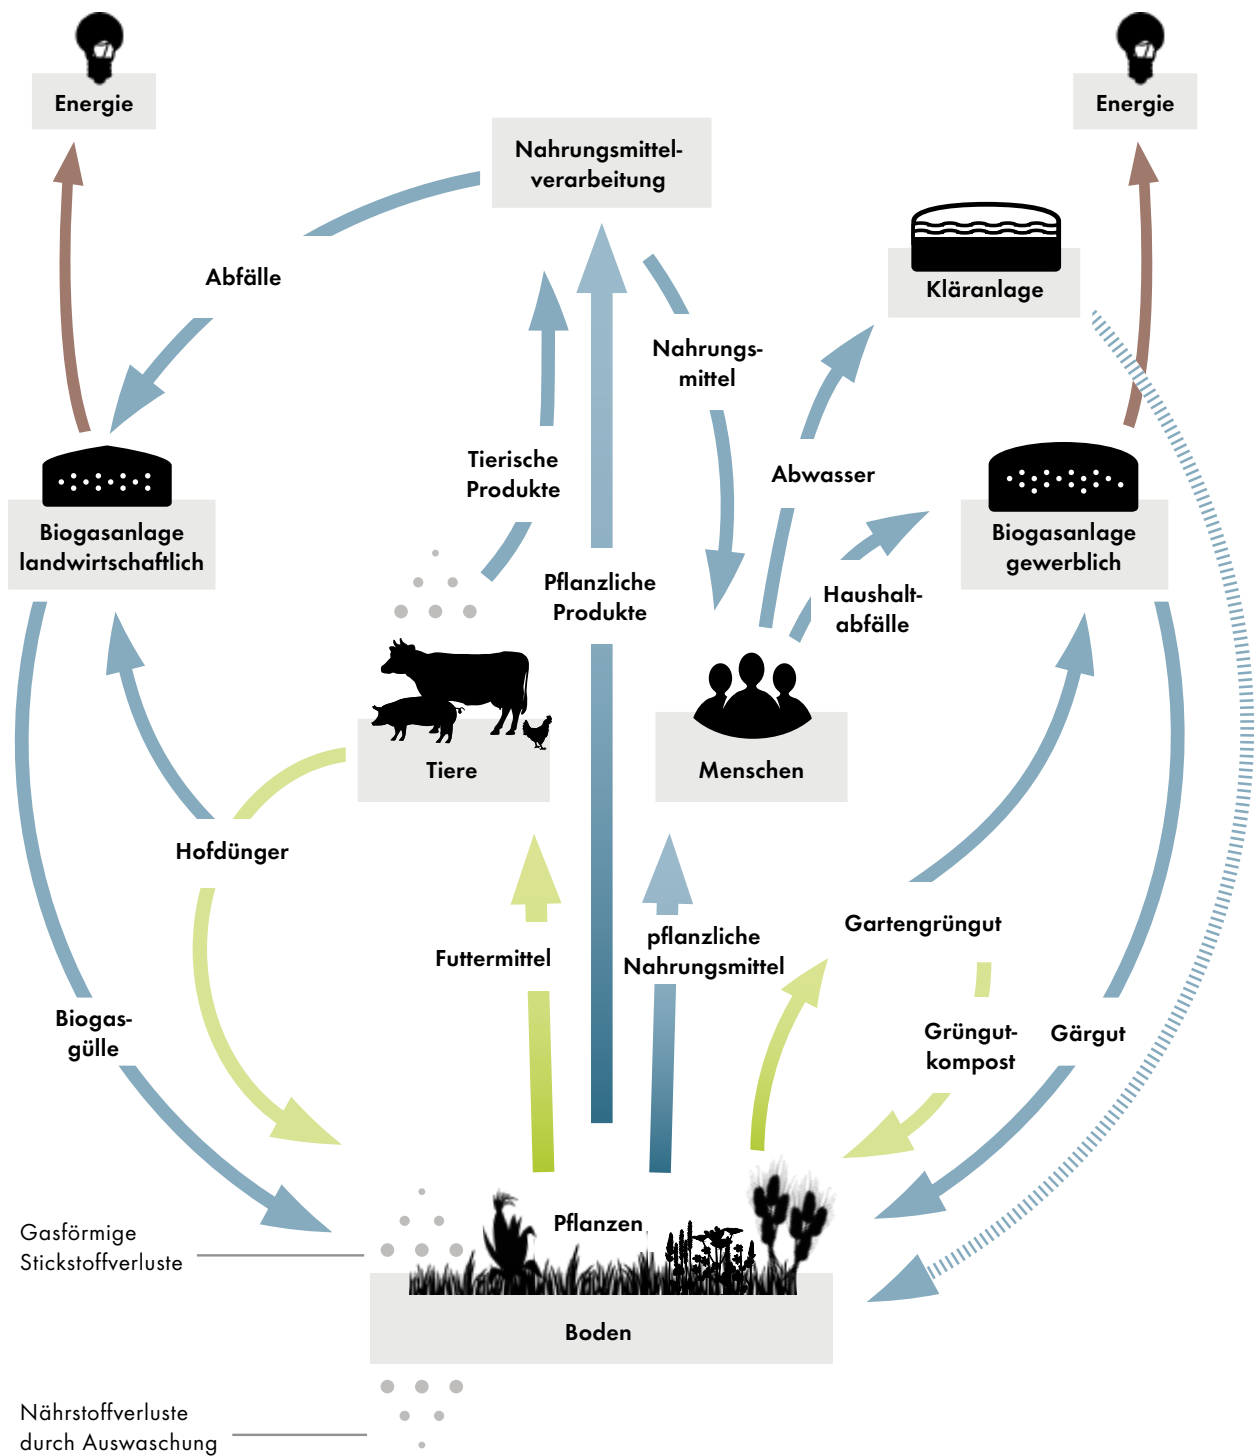 Energie
Energie
Nahrungsmittel-
verarbeitung
Abfälle
Kläranlage
Nahrungs-
mittel
Tierische
Produkte
Abwasser
Biogasanlage
landwirtschaftlich
Biogasanlage
gewerblich
Pflanzliche
Produkte
Haushalt-
abfälle
Tiere
Menschen
Hofdünger
Futtermittel
pflanzliche
Nahrungsmittel
Gartengrüngut
Biogas-
gülle
Grüngut-
kompost
Gärgut
Pflanzen
Gasförmige
Stickstoffverluste
Boden
Nährstoffverluste
durch Auswaschung